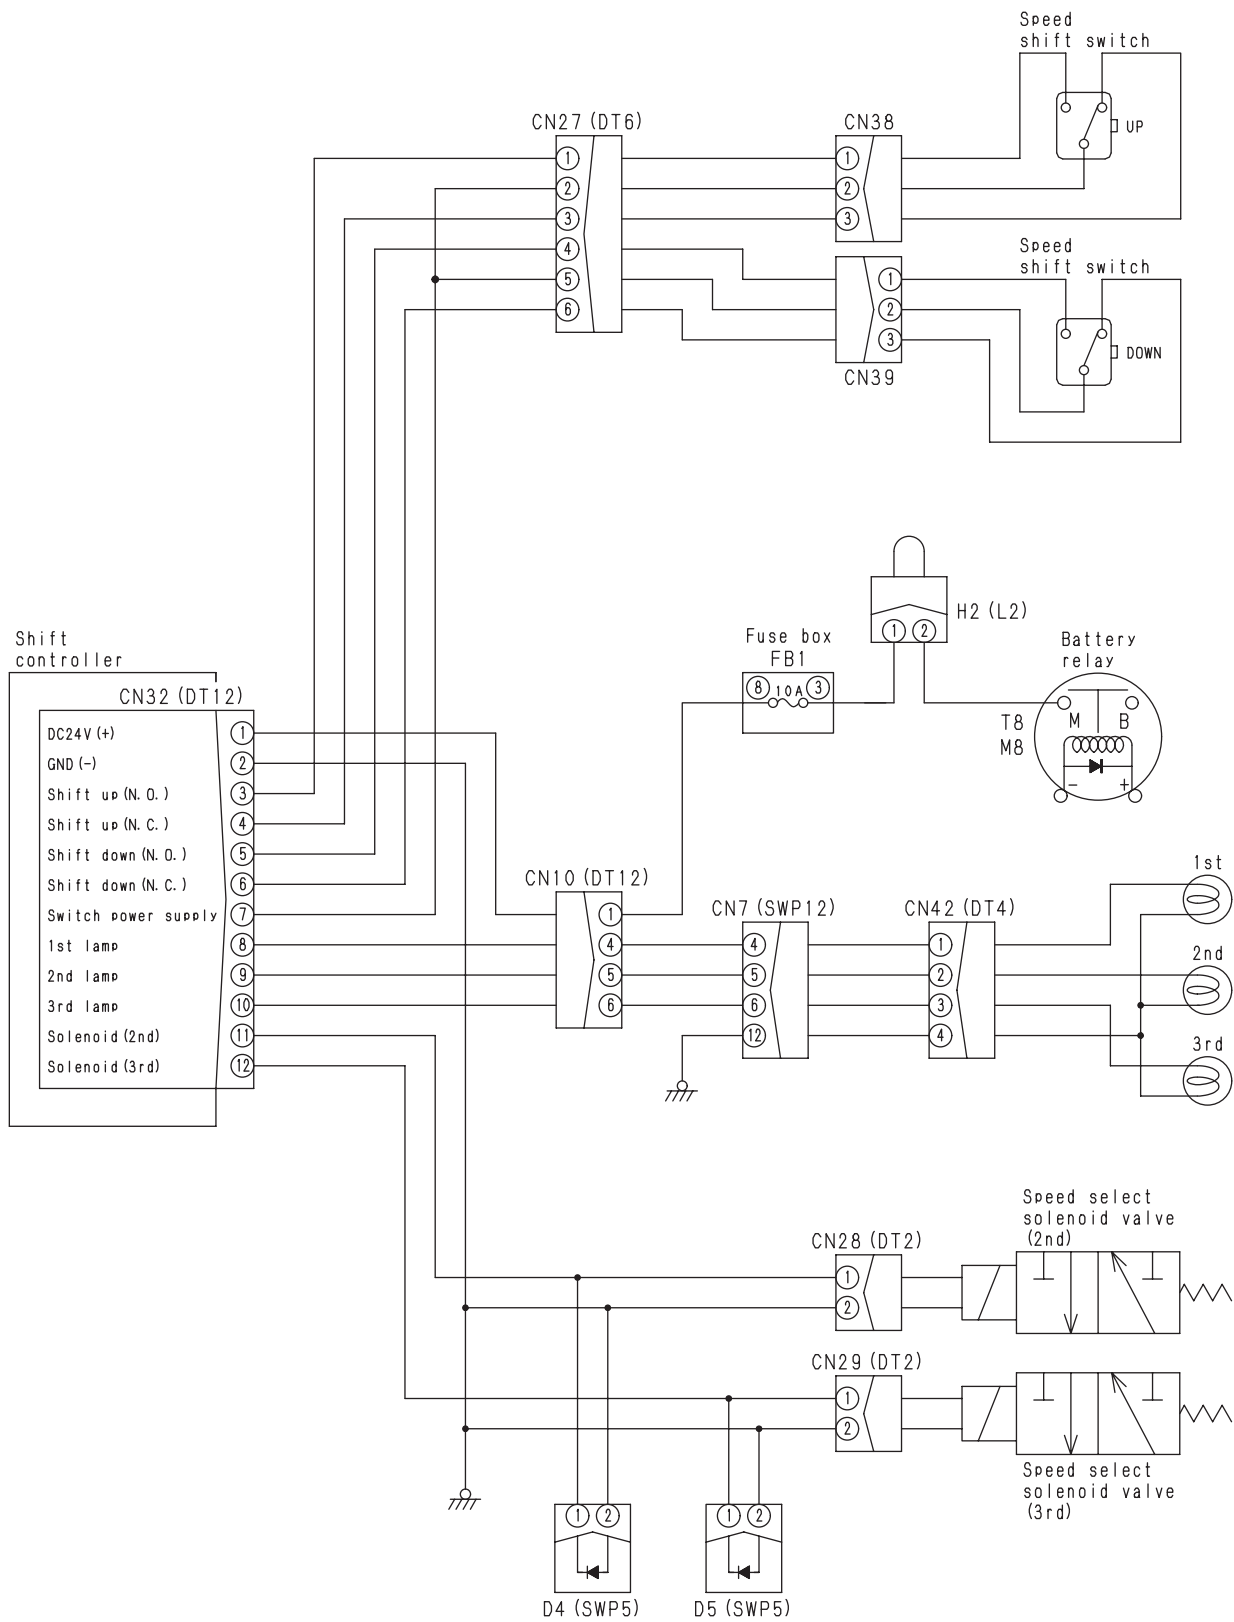 Speed
shift switch
UP
CN27 (DT6)
1
2
3
4
5
6
CN38
1
2
3
Speed
shift switch
DOWN
1
2
3
CN39
H2 (L2)
1 2
Fuse box
FB1
8 10A 3
Battery
relay
T8
M8
M B
- +
Shift
controller
CN32 (DT12)
DC24V (+) 1
GND (-) 2
Shift up (N.O.) 3
Shift up (N.C.) 4
Shift down (N.O.) 5
Shift down (N.C.) 6
Switch power supply 7
1st lamp 8
2nd lamp 9
3rd lamp 10
Solenoid (2nd) 11
Solenoid (3rd) 12
CN10 (DT12)
1
4
5
6
CN7 (SWP12)
4
5
6
12
CN42 (DT4)
1
2
3
4
1st
2nd
3rd
Speed select
solenoid valve
(2nd)
CN28 (DT2)
1
2
CN29 (DT2)
1
2
Speed select
solenoid valve
(3rd)
1 2
D4 (SWP5)
1 2
D5 (SWP5)